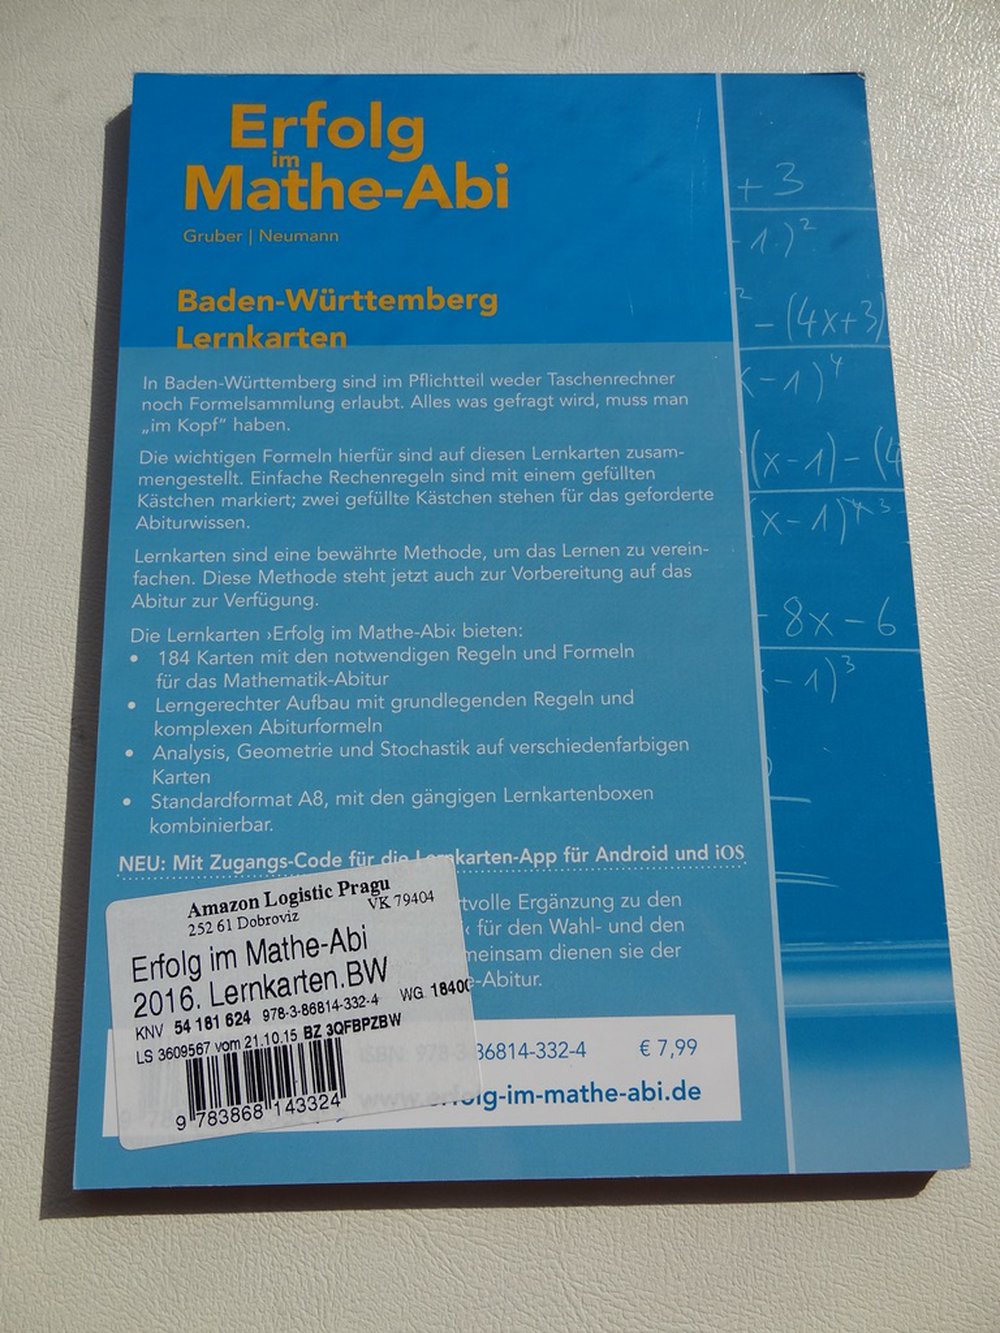 Erfolg
im
Mathe-Abi
Gruber | Neumann
Baden-Württemberg
Lernkarten
In Baden-Württemberg sind im Pflichtteil weder Taschenrechner
noch Formelsammlung erlaubt. Alles was gefragt wird, muss man
„im Kopf“ haben.
Die wichtigen Formeln hierfür sind auf diesen Lernkarten zusam-
mengestellt. Einfache Rechenregeln sind mit einem gefüllten
Kästchen markiert; zwei gefüllte Kästchen stehen für das geforderte
Abiturwissen.
Lernkarten sind eine bewährte Methode, um das Lernen zu verein-
fachen. Diese Methode steht jetzt auch zur Vorbereitung auf das
Abitur zur Verfügung.
Die Lernkarten ›Erfolg im Mathe-Abi‹ bieten:
• 184 Karten mit den notwendigen Regeln und Formeln
für das Mathematik-Abitur
• Lerngerechter Aufbau mit grundlegenden Regeln und
komplexen Abiturformeln
• Analysis, Geometrie und Stochastik auf verschiedenfarbigen
Karten
• Standardformat A8, mit den gängigen Lernkartenboxen
kombinierbar.
NEU: Mit Zugangs-Code für die Lernkarten-App für Android und iOS
rtvolle Ergänzung zu den
‹ für den Wahl- und den
meinsam dienen sie der
-Abitur.
ISBN: 978-3-86814-332-4 € 7,99
www.erfolg-im-mathe-abi.de
Amazon Logistic Pragu
252 61 Dobroviz VK 79404
Erfolg im Mathe-Abi
2016. Lernkarten.BW
KNV 54 181 624 978-3-86814-332-4 WG 18400
LS 3609567 vom 21.10.15 BZ 3QFBPZBW
9 783868 143324
+ 3
- 1)²
² - (4x+3)
(x - 1)⁴
(x - 1) - (4
(x - 1)
- 8x - 6
- 1)³